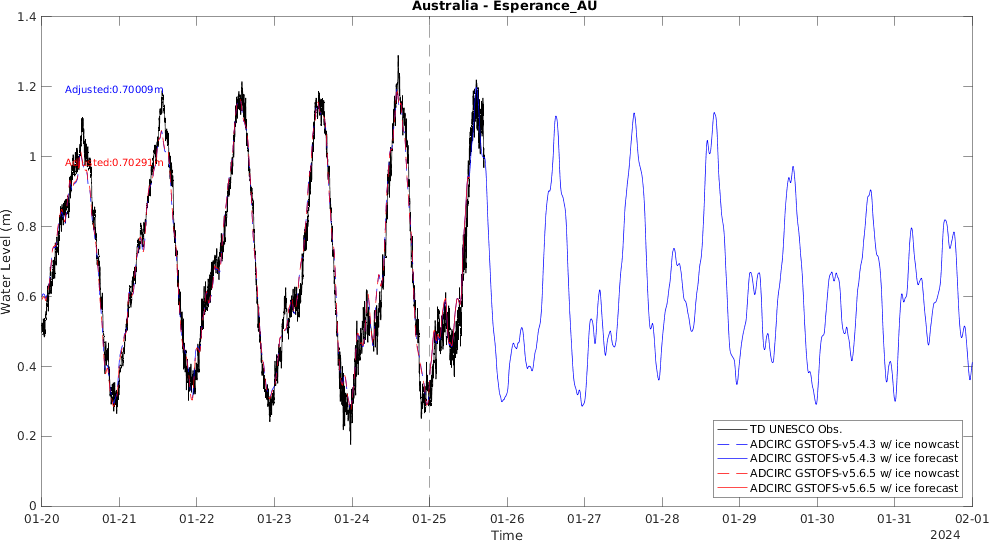 Australia - Esperance_AU
1.4
1.2
1
0.8
0.6
0.4
0.2
0
Water Level (m)
Adjusted:0.70009m
Adjusted:0.70291m
TD UNESCO Obs.
ADCIRC GSTOFS-v5.4.3 w/ ice nowcast
ADCIRC GSTOFS-v5.4.3 w/ ice forecast
ADCIRC GSTOFS-v5.6.5 w/ ice nowcast
ADCIRC GSTOFS-v5.6.5 w/ ice forecast
01-20 01-21 01-22 01-23 01-24 01-25 01-26 01-27 01-28 01-29 01-30 01-31 02-01
Time
2024